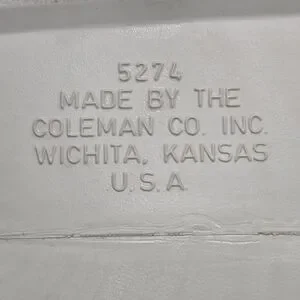 5274
MADE BY THE
COLEMAN CO. INC.
WICHITA, KANSAS
U.S.A